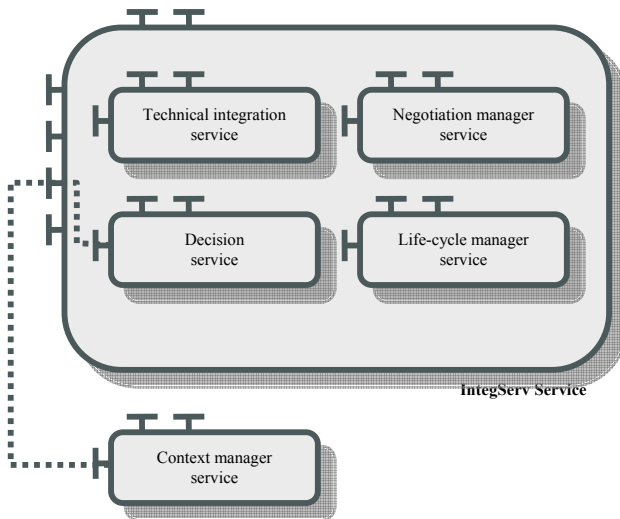 Technical integration
service
Negotiation manager
service
Decision
service
Life-cycle manager
service
IntegServ Service
Context manager
service